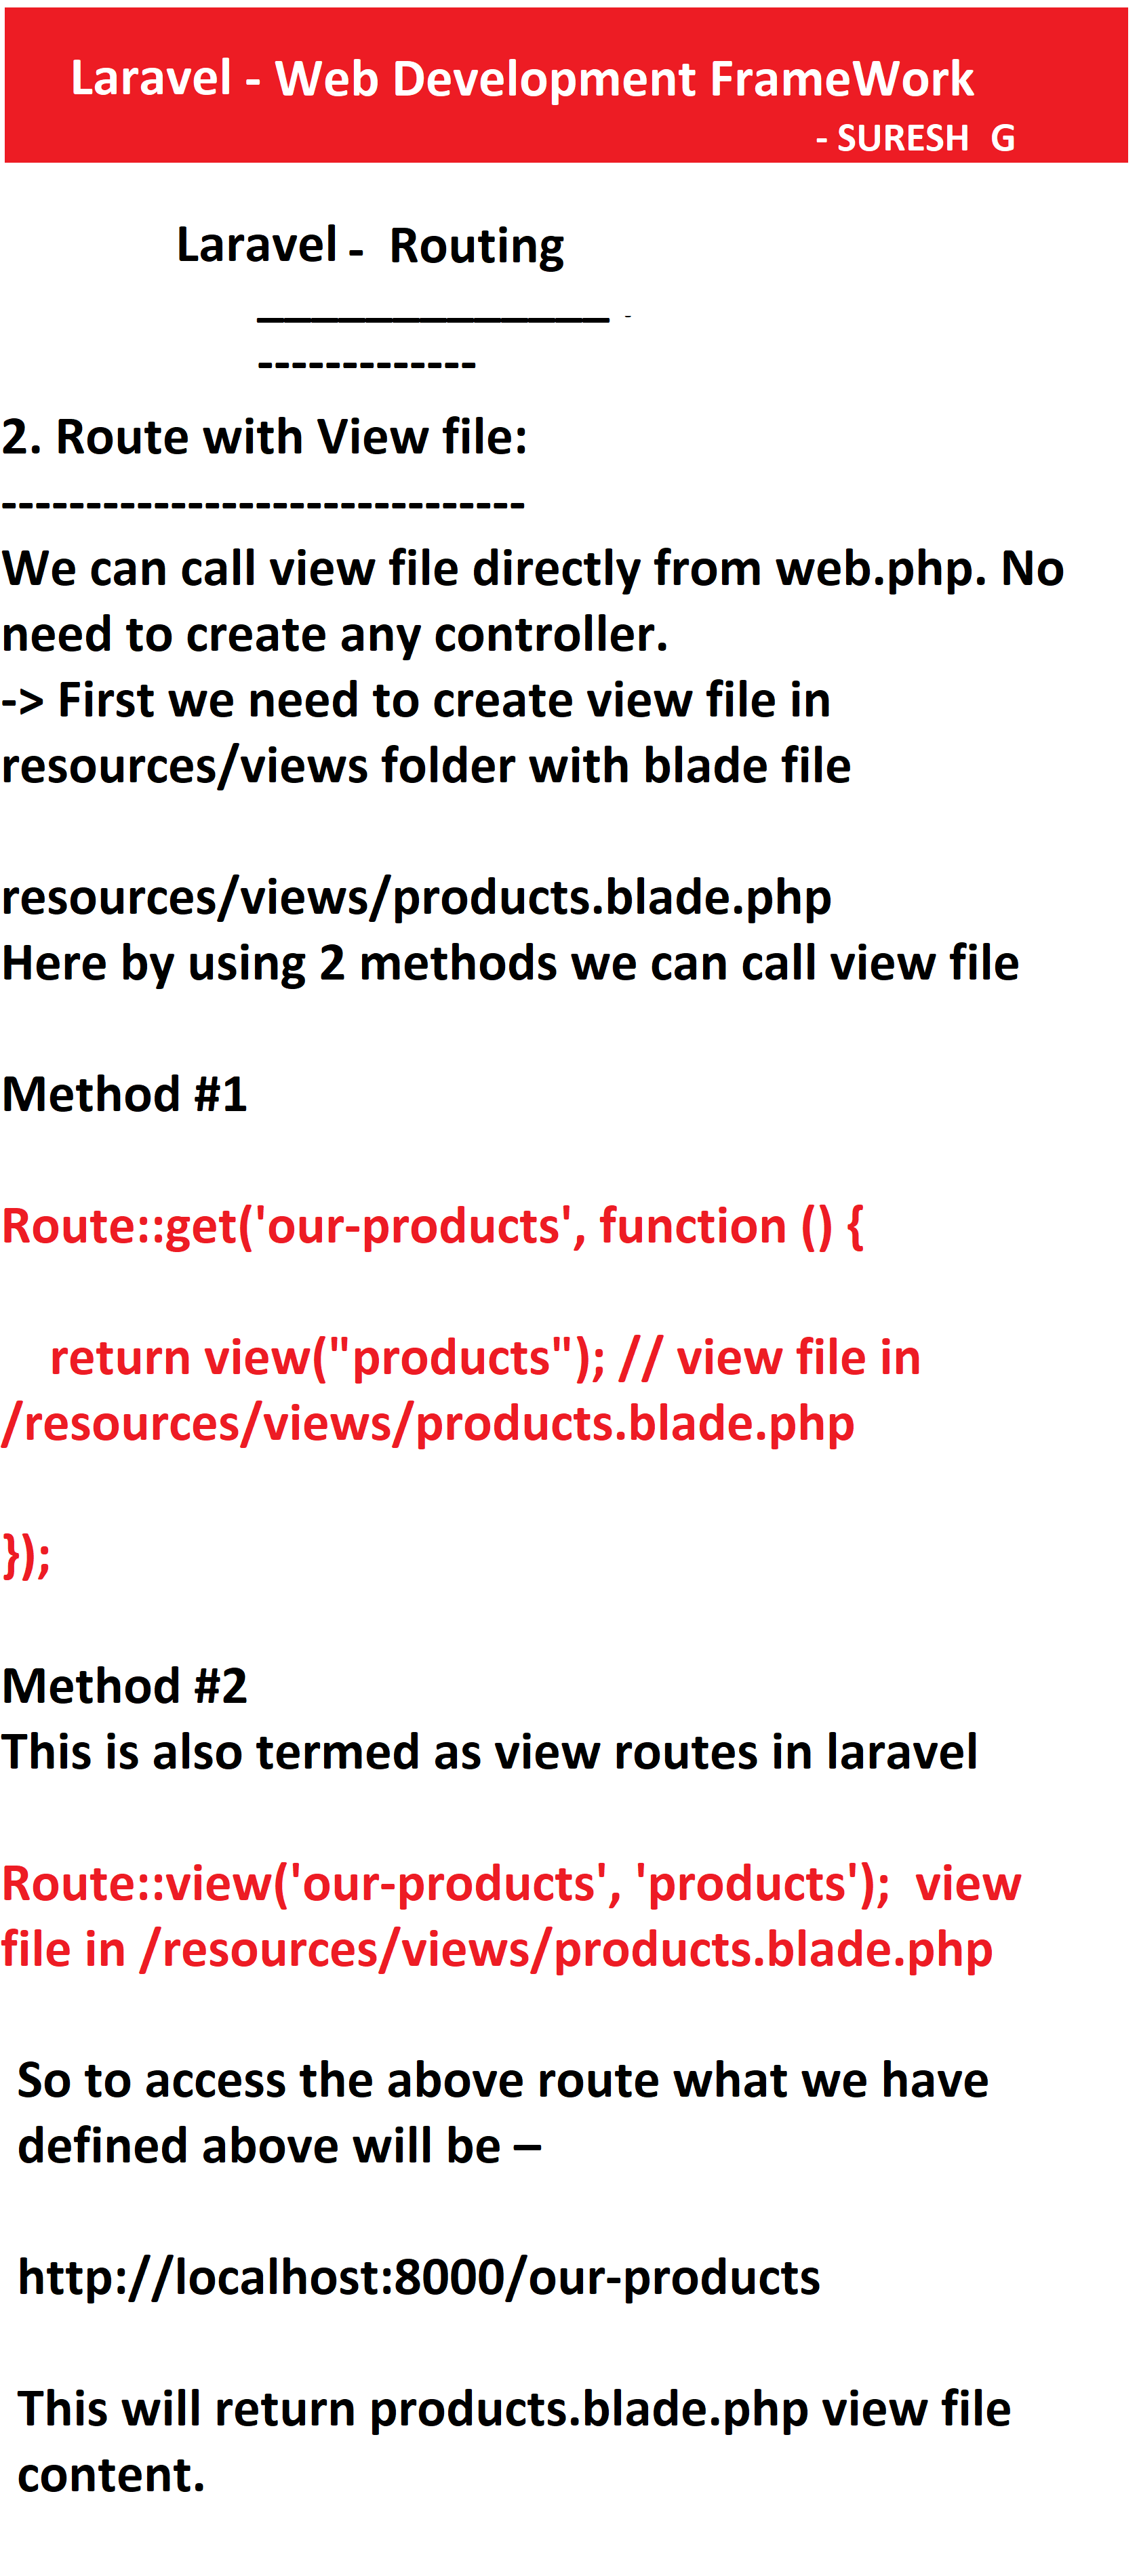 Laravel - Web Development FrameWork
- SURESH  G
Laravel -  Routing
_____________ -
-------------
2. Route with View file:
-------------------------------
We can call view file directly from web.php. No
need to create any controller.
-> First we need to create view file in
resources/views folder with blade file
resources/views/products.blade.php
Here by using 2 methods we can call view file
Method #1
Route::get('our-products', function () {
return view("products"); // view file in
/resources/views/products.blade.php
});
Method #2
This is also termed as view routes in laravel
Route::view('our-products', 'products');  view
file in /resources/views/products.blade.php
So to access the above route what we have
defined above will be –
http://localhost:8000/our-products
This will return products.blade.php view file
content.